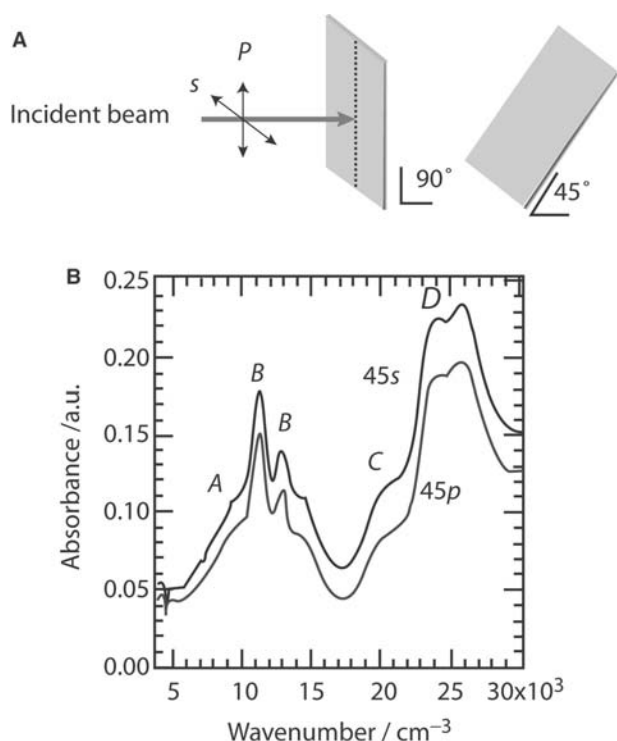 A
P
s
Incident beam
90°
45°
B
0.25
0.20
0.15
0.10
0.05
0.00
Absorbance / a.u.
A
B
B
C
D
45s
45p
5
10
15
20
25
30x10³
Wavenumber / cm⁻³